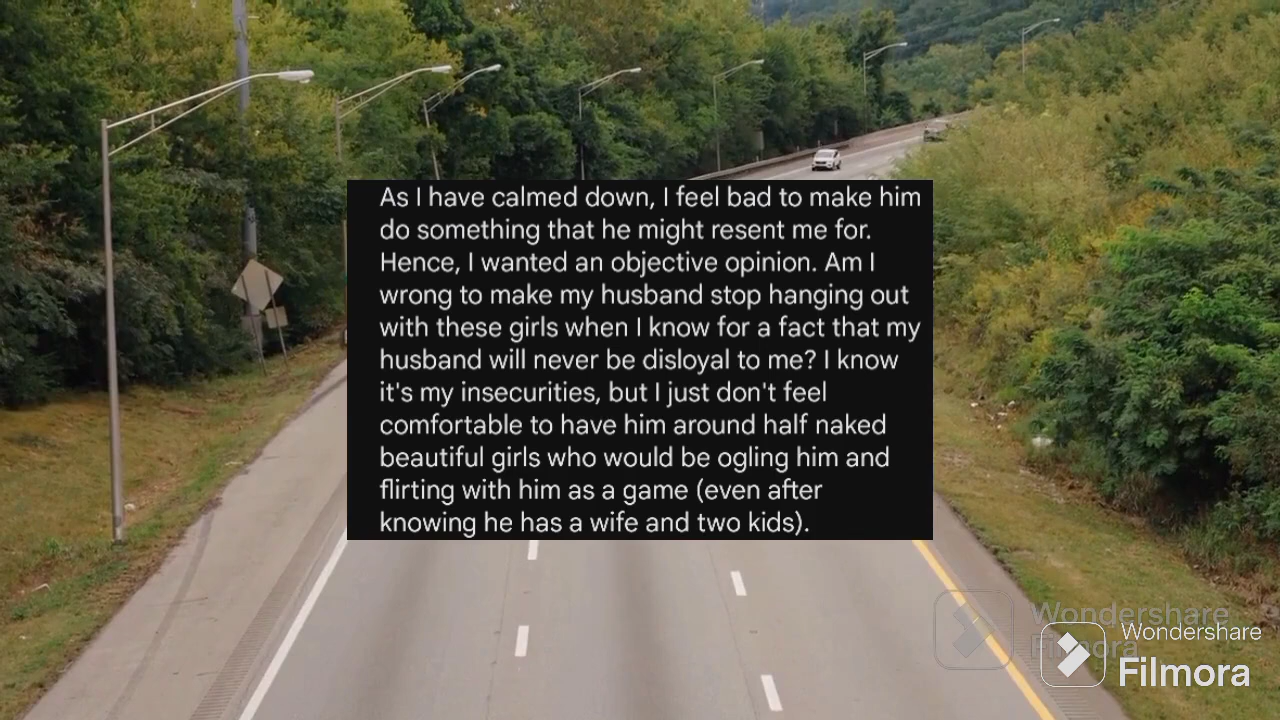 As I have calmed down, I feel bad to make him
do something that he might resent me for.
Hence, I wanted an objective opinion. Am I
wrong to make my husband stop hanging out
with these girls when I know for a fact that my
husband will never be disloyal to me? I know
it's my insecurities, but I just don't feel
comfortable to have him around half naked
beautiful girls who would be ogling him and
flirting with him as a game (even after
knowing he has a wife and two kids).
Wondershare
Filmora
Wondershare
Filmora